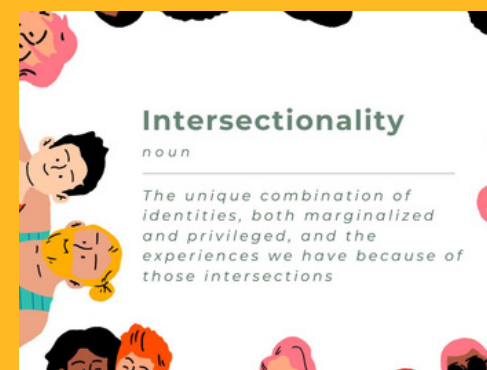 Intersectionality
noun
The unique combination of
identities, both marginalized
and privileged, and the
experiences we have because of
those intersections